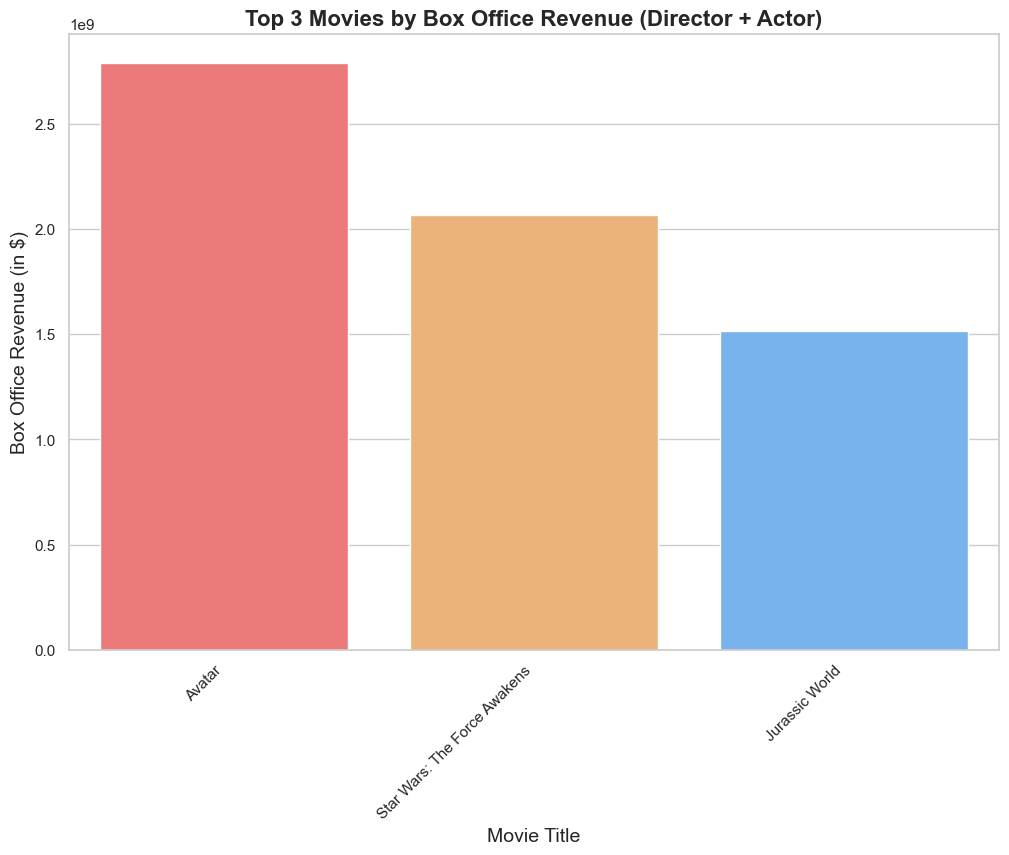 Top 3 Movies by Box Office Revenue (Director + Actor)
1e9
2.5
2.0
1.5
1.0
0.5
0.0
Box Office Revenue (in $)
Avatar
Star Wars: The Force Awakens
Jurassic World
Movie Title